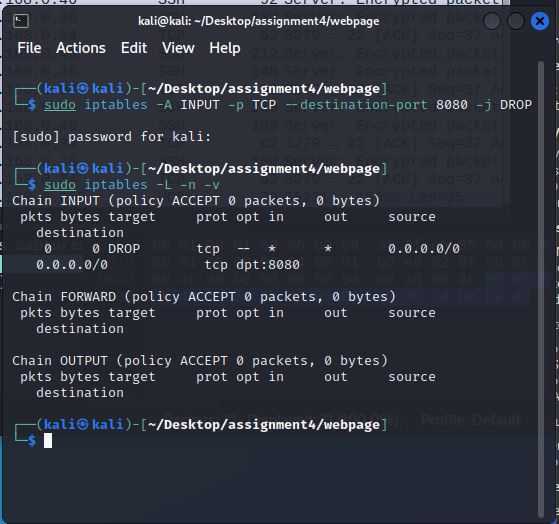 kali@kali: ~/Desktop/assignment4/webpage
File Actions Edit View Help
┌──(kali㉿kali)-[~/Desktop/assignment4/webpage]
└─$ sudo iptables -A INPUT -p TCP --destination-port 8080 -j DROP
[sudo] password for kali:
┌──(kali㉿kali)-[~/Desktop/assignment4/webpage]
└─$ sudo iptables -L -n -v
Chain INPUT (policy ACCEPT 0 packets, 0 bytes)
pkts bytes target prot opt in out source
destination
0 0 DROP tcp -- * * 0.0.0.0/0
0.0.0.0/0 tcp dpt:8080
Chain FORWARD (policy ACCEPT 0 packets, 0 bytes)
pkts bytes target prot opt in out source
destination
Chain OUTPUT (policy ACCEPT 0 packets, 0 bytes)
pkts bytes target prot opt in out source
destination
┌──(kali㉿kali)-[~/Desktop/assignment4/webpage]
└─$
Profile: Default